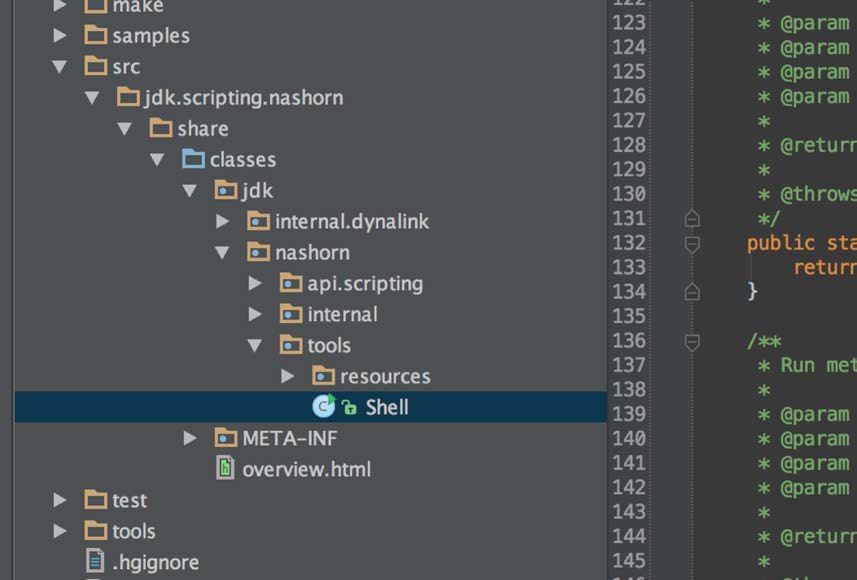 make
samples
src
jdk.scripting.nashorn
share
classes
jdk
internal.dynalink
nashorn
api.scripting
internal
tools
resources
Shell
META-INF
overview.html
test
tools
.hgignore
123 * @param
124 * @param
125 * @param
126 * @param
127 *
128 * @return
129 *
130 * @throws
131 */
132 public sta
133 return
134 }
135
136 /**
137 * Run met
138 *
139 * @param
140 * @param
141 * @param
142 * @param
143 *
144 * @return
145 *